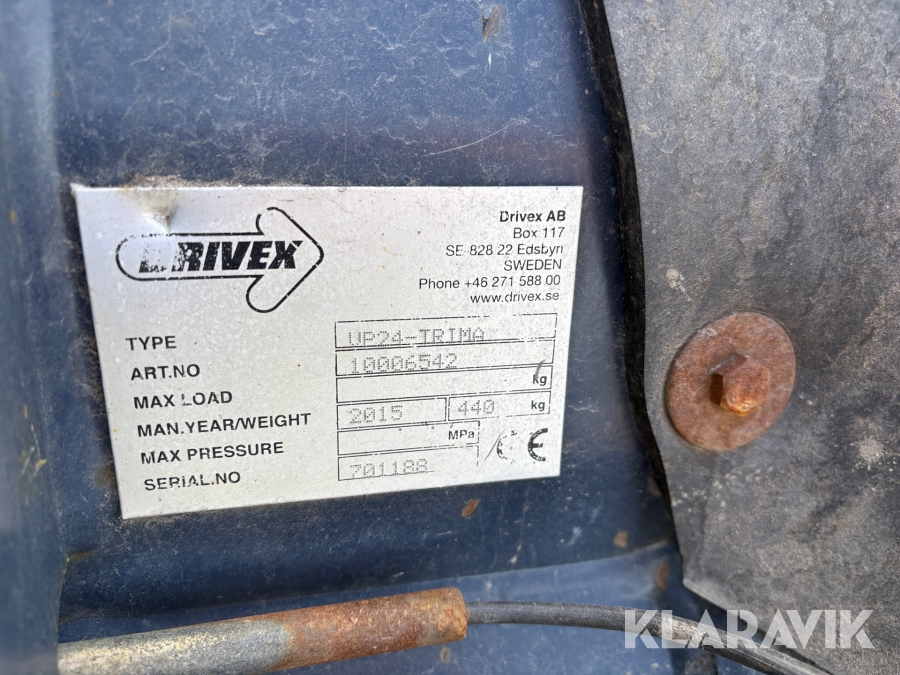 DRIVEX
Drivex AB
Box 117
SE-828 22 Edsbyn
SWEDEN
Phone +46 271 588 00
www.drivex.se
TYPE UP24-TRIMA
ART.NO 10006542
MAX LOAD kg
MAN.YEAR/WEIGHT 2015 440 kg
MAX PRESSURE MPa
SERIAL.NO 701188
CE
KLARAVIK